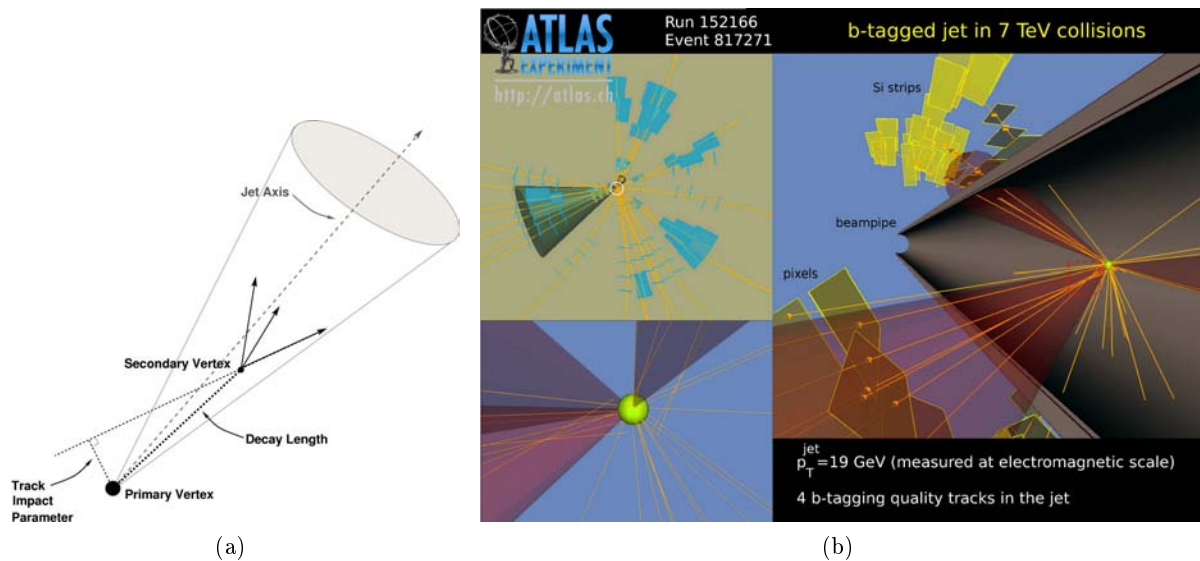 Jet Axis
Secondary Vertex
Decay Length
Track
Impact
Parameter
Primary Vertex
(a)
ATLAS
EXPERIMENT
http://atlas.ch
Run 152166
Event 817271
b-tagged jet in 7 TeV collisions
Si strips
beampipe
pixels
p_T^jet=19 GeV (measured at electromagnetic scale)
4 b-tagging quality tracks in the jet
(b)